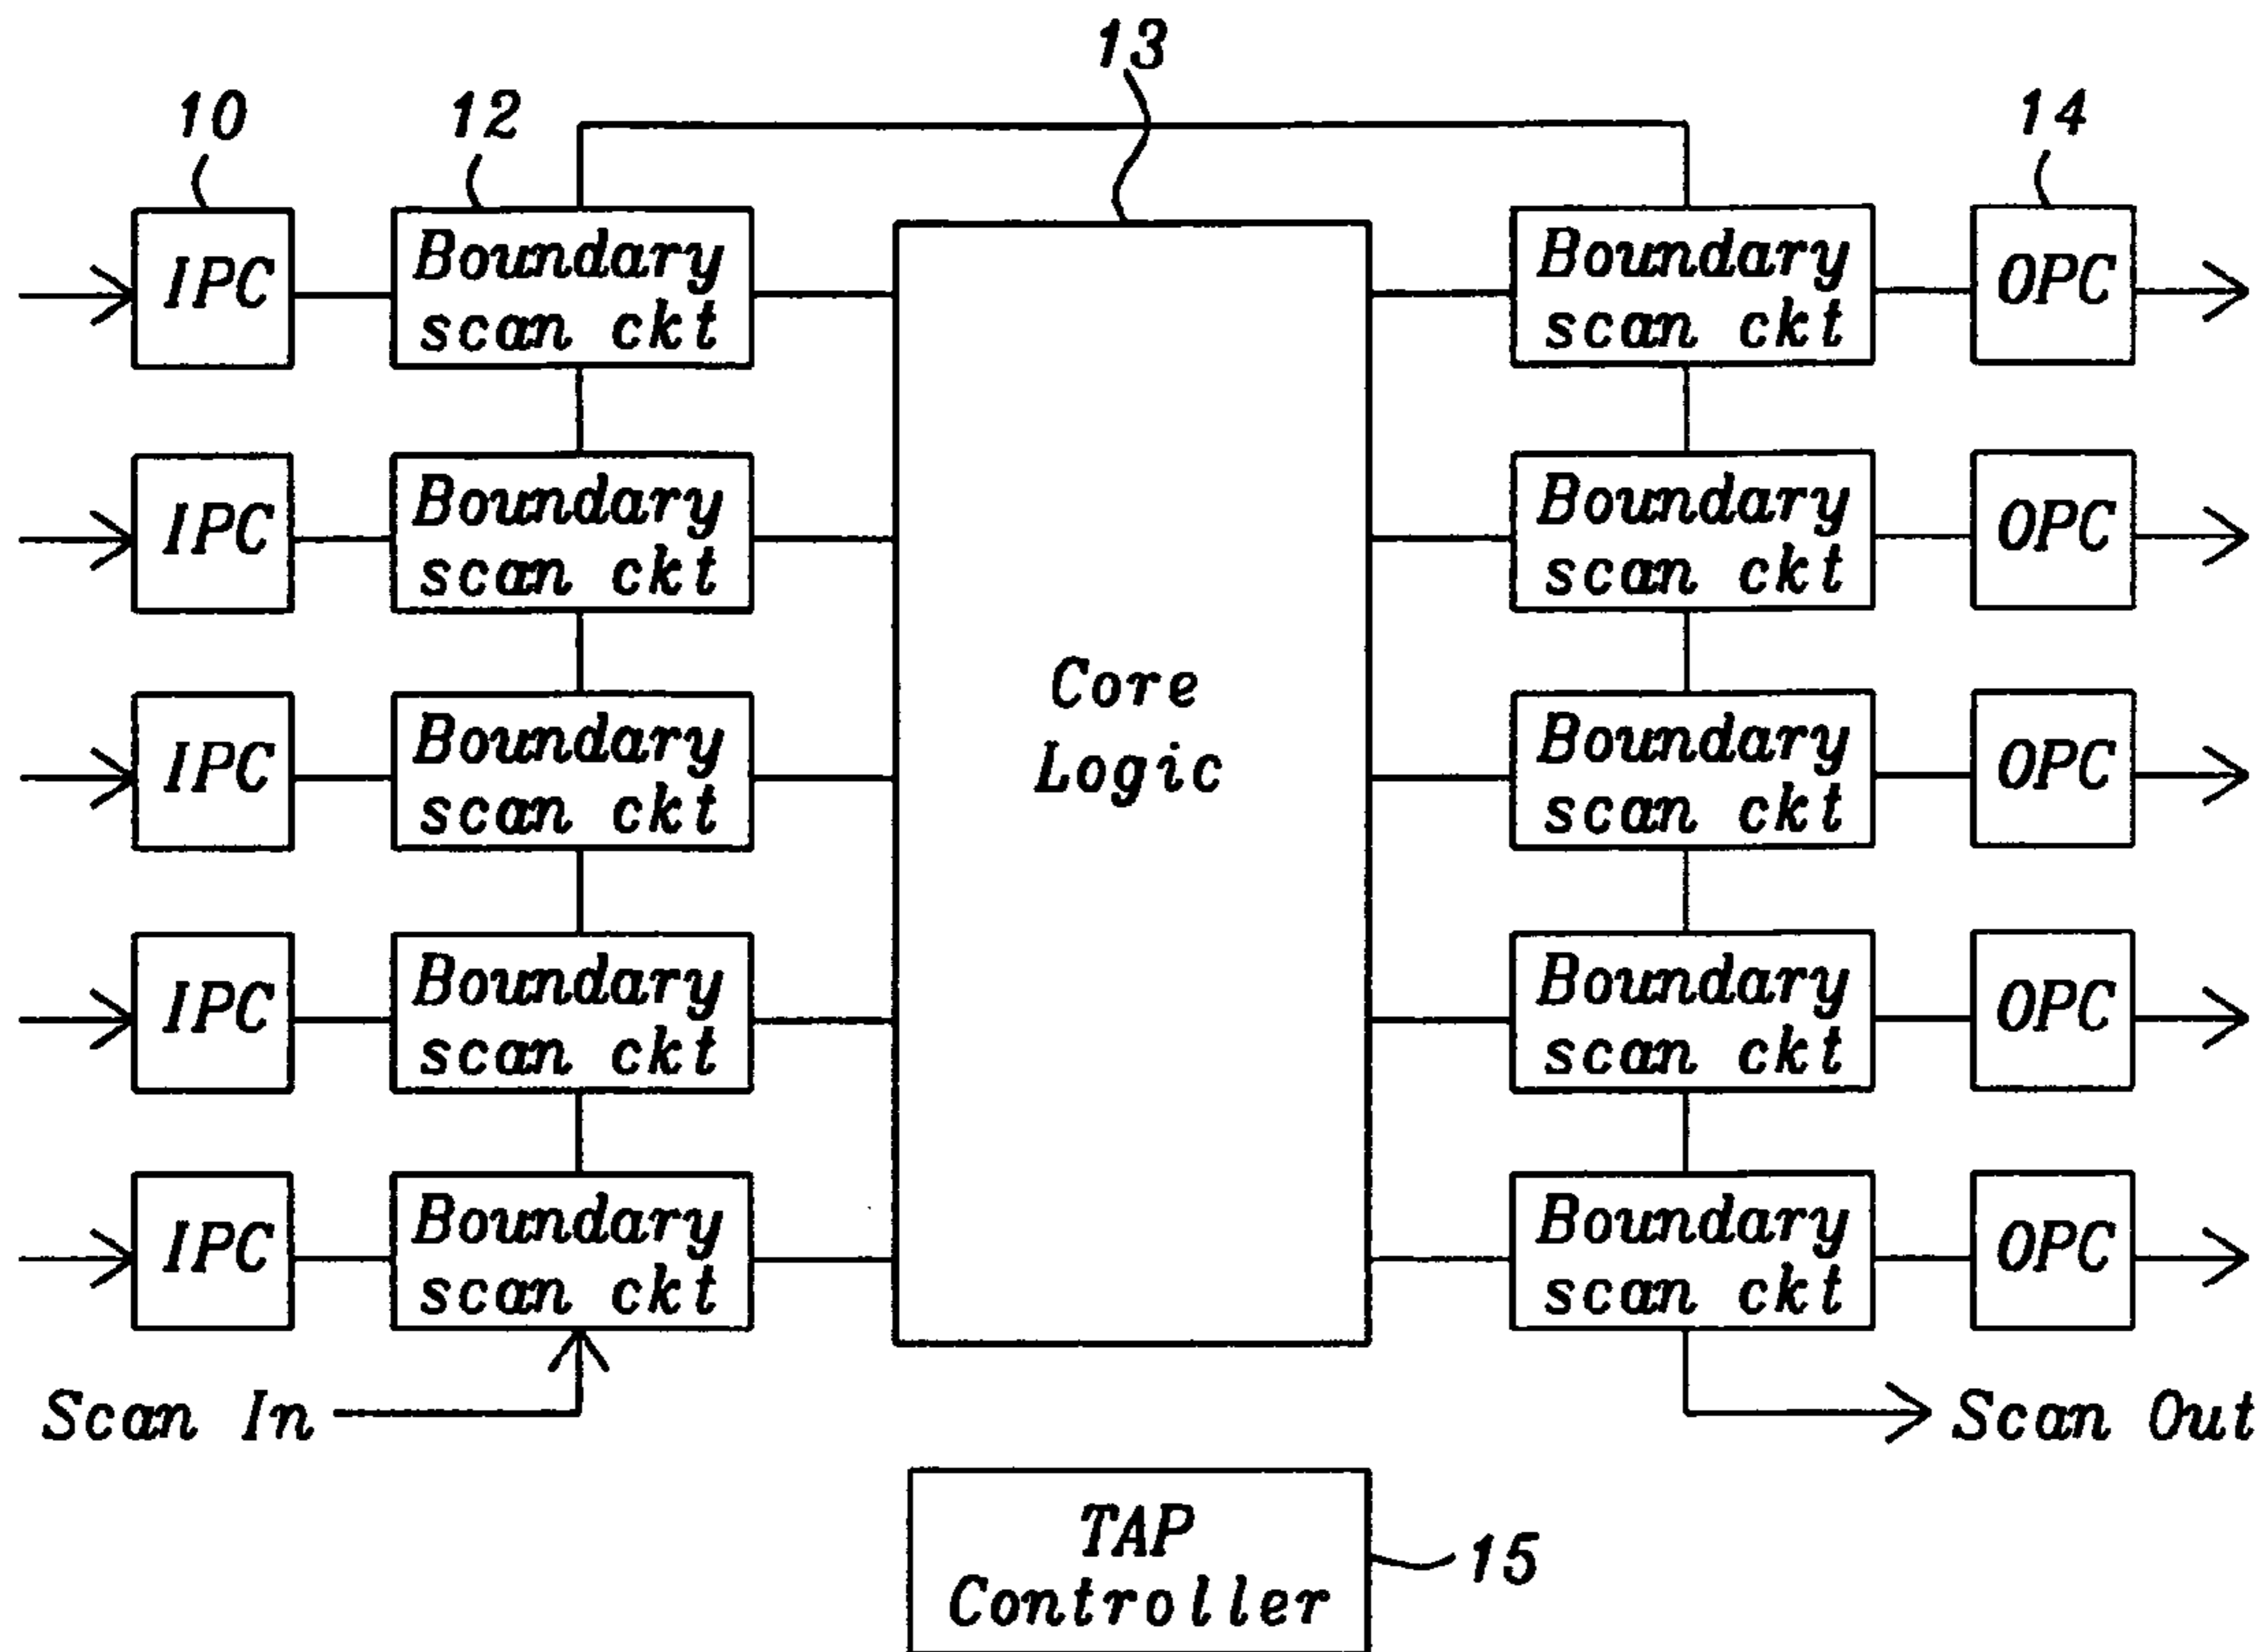 13
10
12
14
IPC
Boundary
scan ckt
Boundary
scan ckt
OPC
IPC
Boundary
scan ckt
Boundary
scan ckt
OPC
IPC
Boundary
scan ckt
Core
Logic
Boundary
scan ckt
OPC
IPC
Boundary
scan ckt
Boundary
scan ckt
OPC
IPC
Boundary
scan ckt
Boundary
scan ckt
OPC
Scan In
Scan Out
TAP
Controller
15